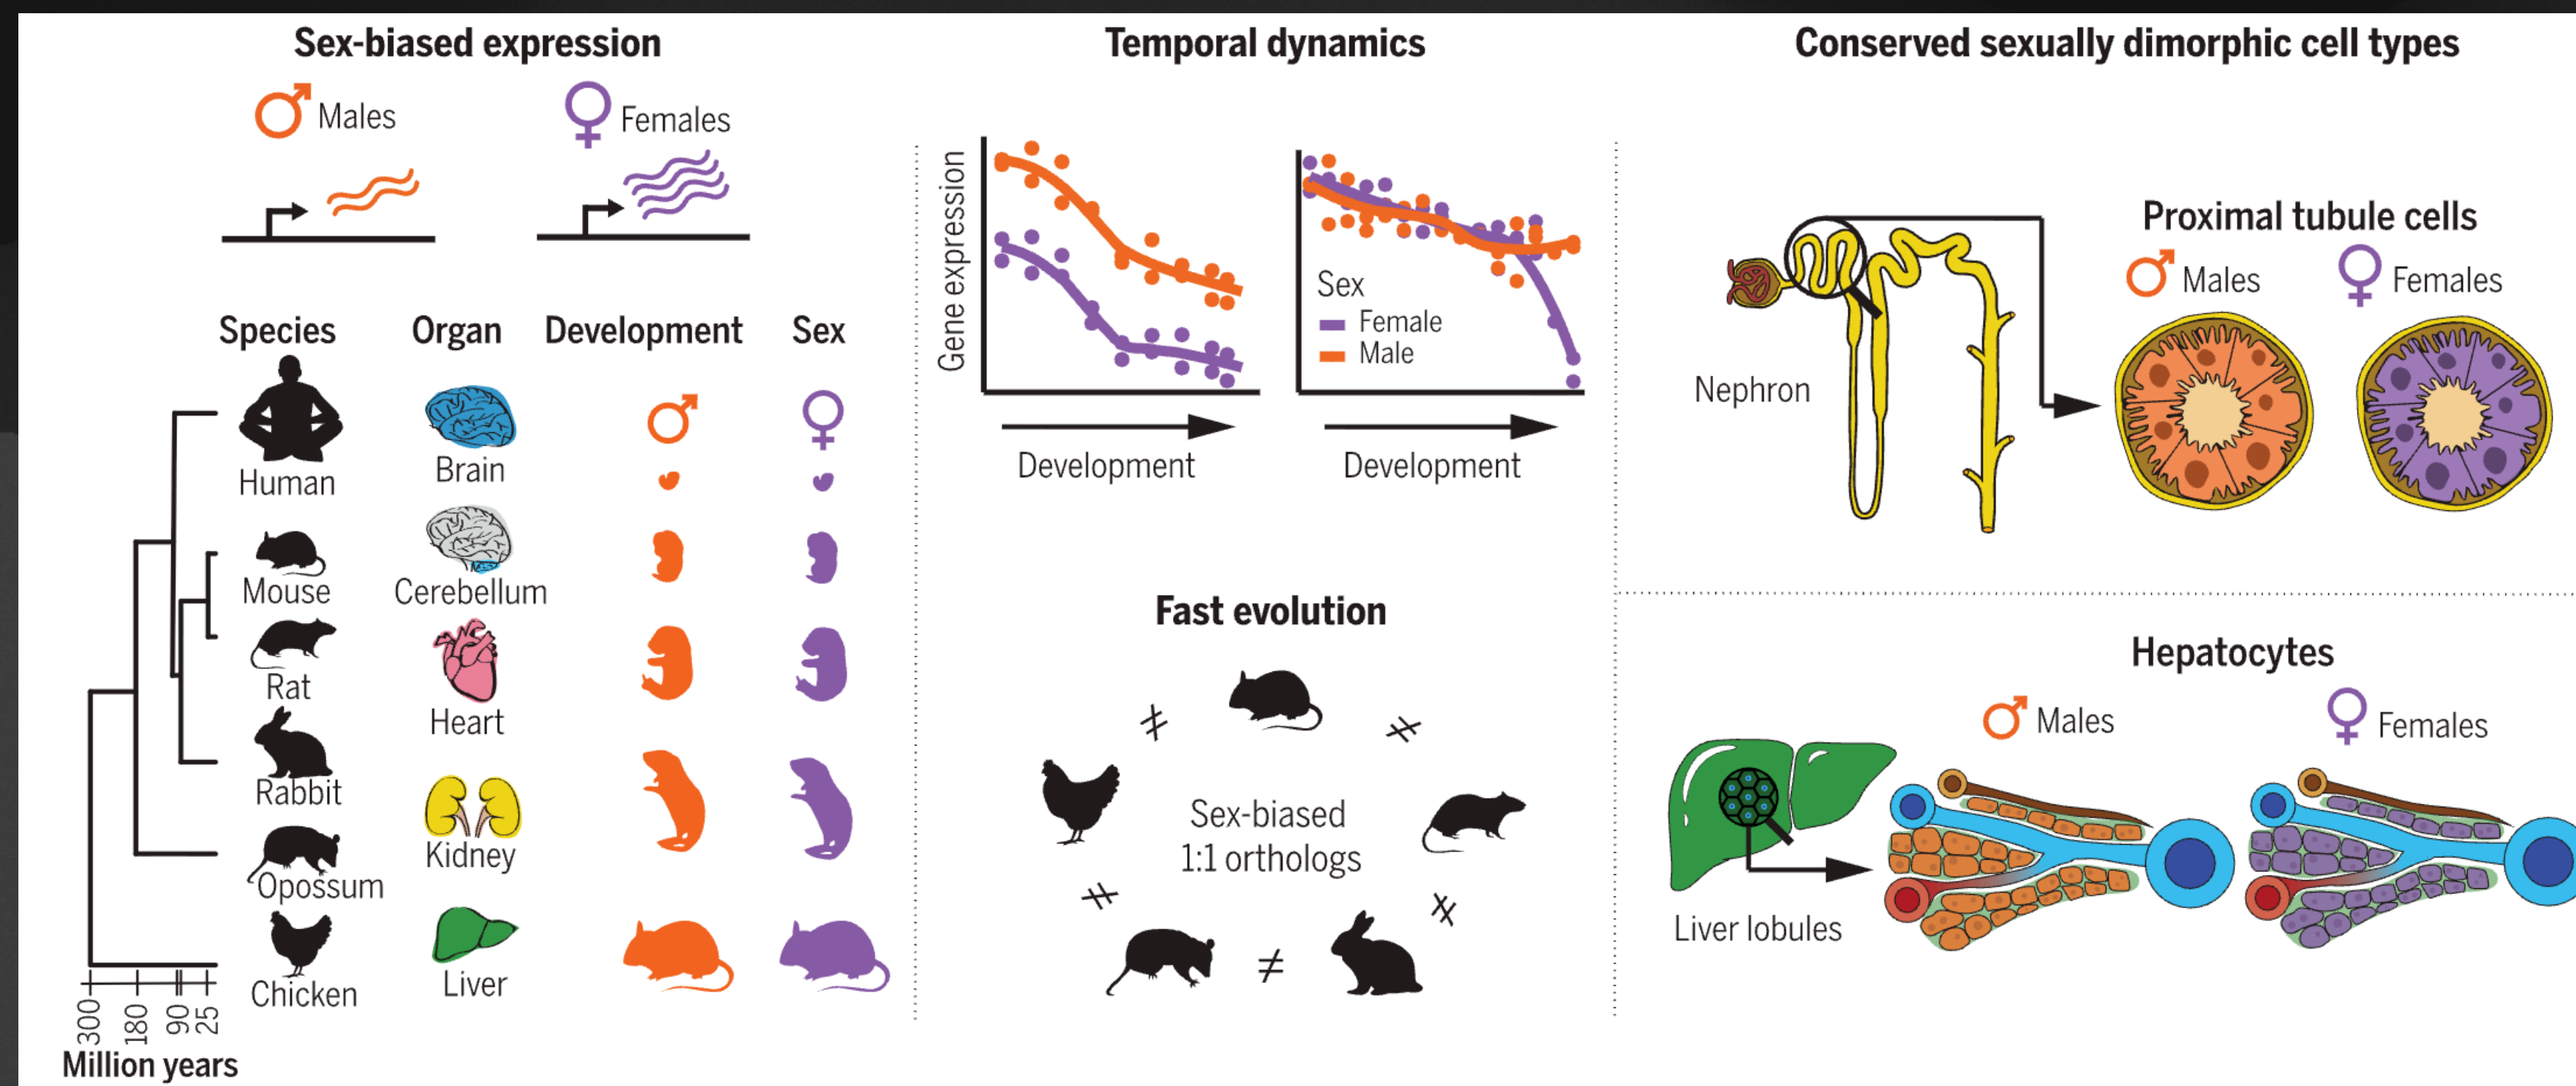 Sex-biased expression
Males
Females
Species
Organ
Development
Sex
Human
Brain
Mouse
Cerebellum
Rat
Heart
Rabbit
Kidney
Opossum
Liver
Chicken
300
180
90
25
Million years
Temporal dynamics
Gene expression
Sex
Female
Male
Development
Development
Fast evolution
≠
≠
Sex-biased
1:1 orthologs
≠
≠
≠
Conserved sexually dimorphic cell types
Proximal tubule cells
Males
Females
Nephron
Hepatocytes
Males
Females
Liver lobules